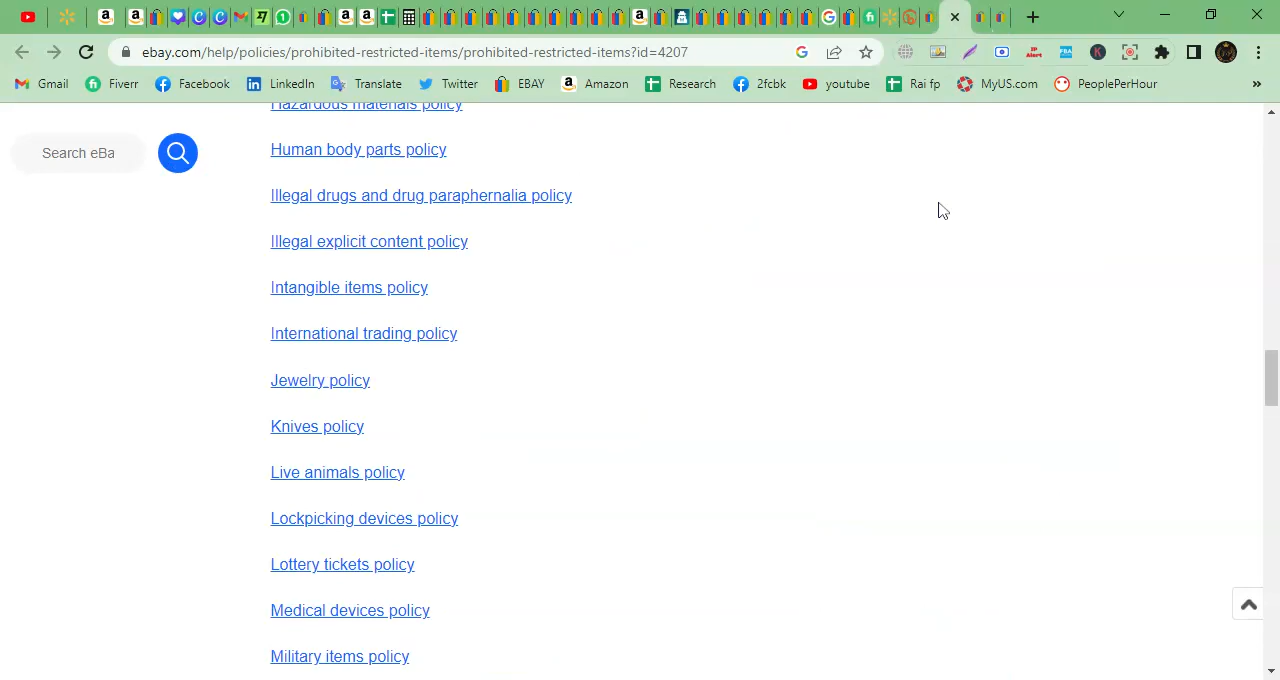 ebay.com/help/policies/prohibited-restricted-items/prohibited-restricted-items?id=4207
Gmail Fiverr Facebook LinkedIn Translate Twitter EBAY Amazon Research 2fcbk youtube Rai fp MyUS.com PeoplePerHour »
Hazardous materials policy
Search eBa
Human body parts policy
Illegal drugs and drug paraphernalia policy
Illegal explicit content policy
Intangible items policy
International trading policy
Jewelry policy
Knives policy
Live animals policy
Lockpicking devices policy
Lottery tickets policy
Medical devices policy
Military items policy